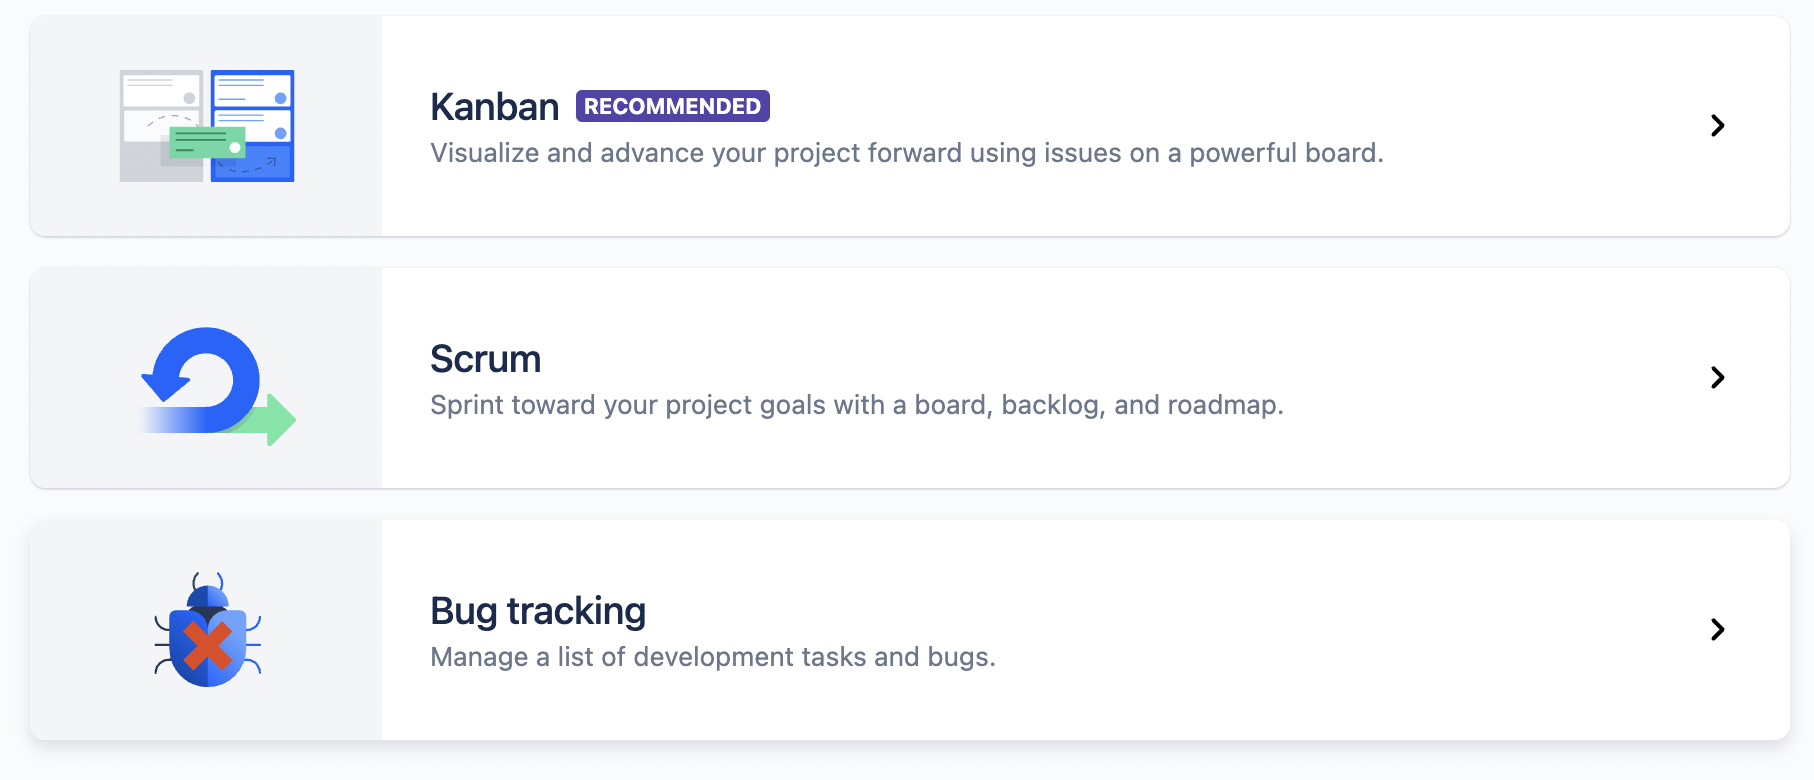 Kanban RECOMMENDED
Visualize and advance your project forward using issues on a powerful board.
Scrum
Sprint toward your project goals with a board, backlog, and roadmap.
Bug tracking
Manage a list of development tasks and bugs.